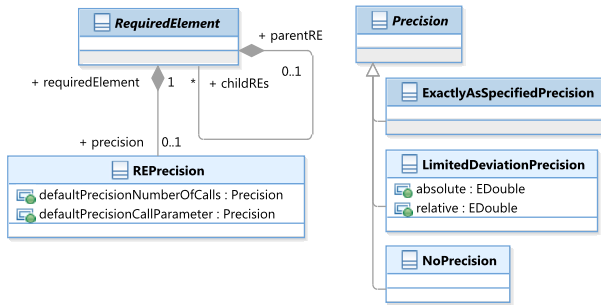 RequiredElement
+ parentRE
0..1
+ requiredElement
1
*
+ childREs
+ precision
0..1
REPrecision
defaultPrecisionNumberOfCalls : Precision
defaultPrecisionCallParameter : Precision
Precision
ExactlyAsSpecifiedPrecision
LimitedDeviationPrecision
absolute : EDouble
relative : EDouble
NoPrecision